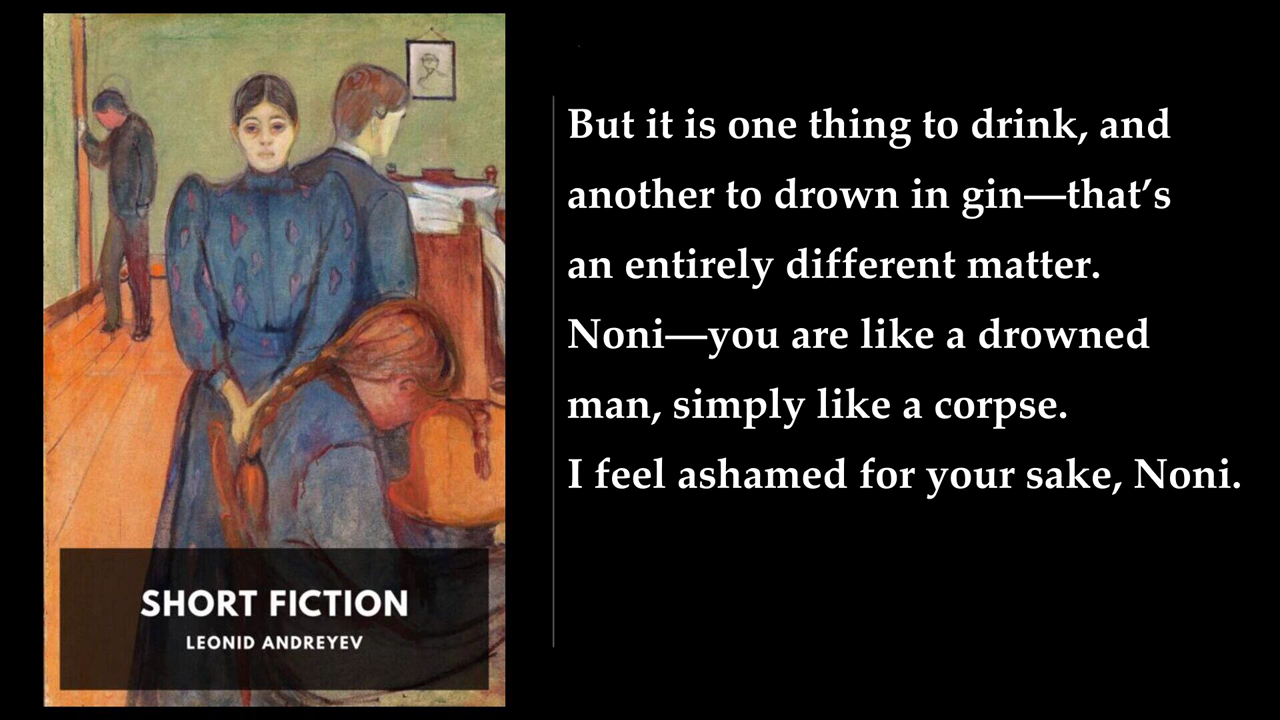 But it is one thing to drink, and
another to drown in gin—that’s
an entirely different matter.
Noni—you are like a drowned
man, simply like a corpse.
I feel ashamed for your sake, Noni.
SHORT FICTION
LEONID ANDREYEV